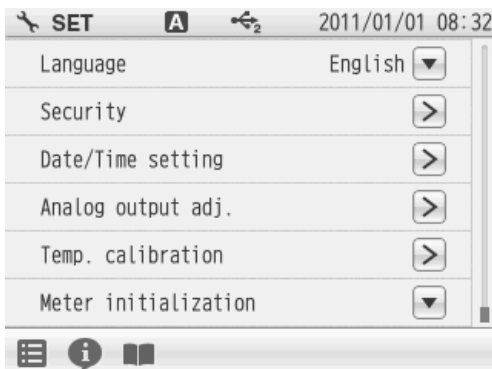 SET A 2 2011/01/01 08:32
Language English
Security
Date/Time setting
Analog output adj.
Temp. calibration
Meter initialization